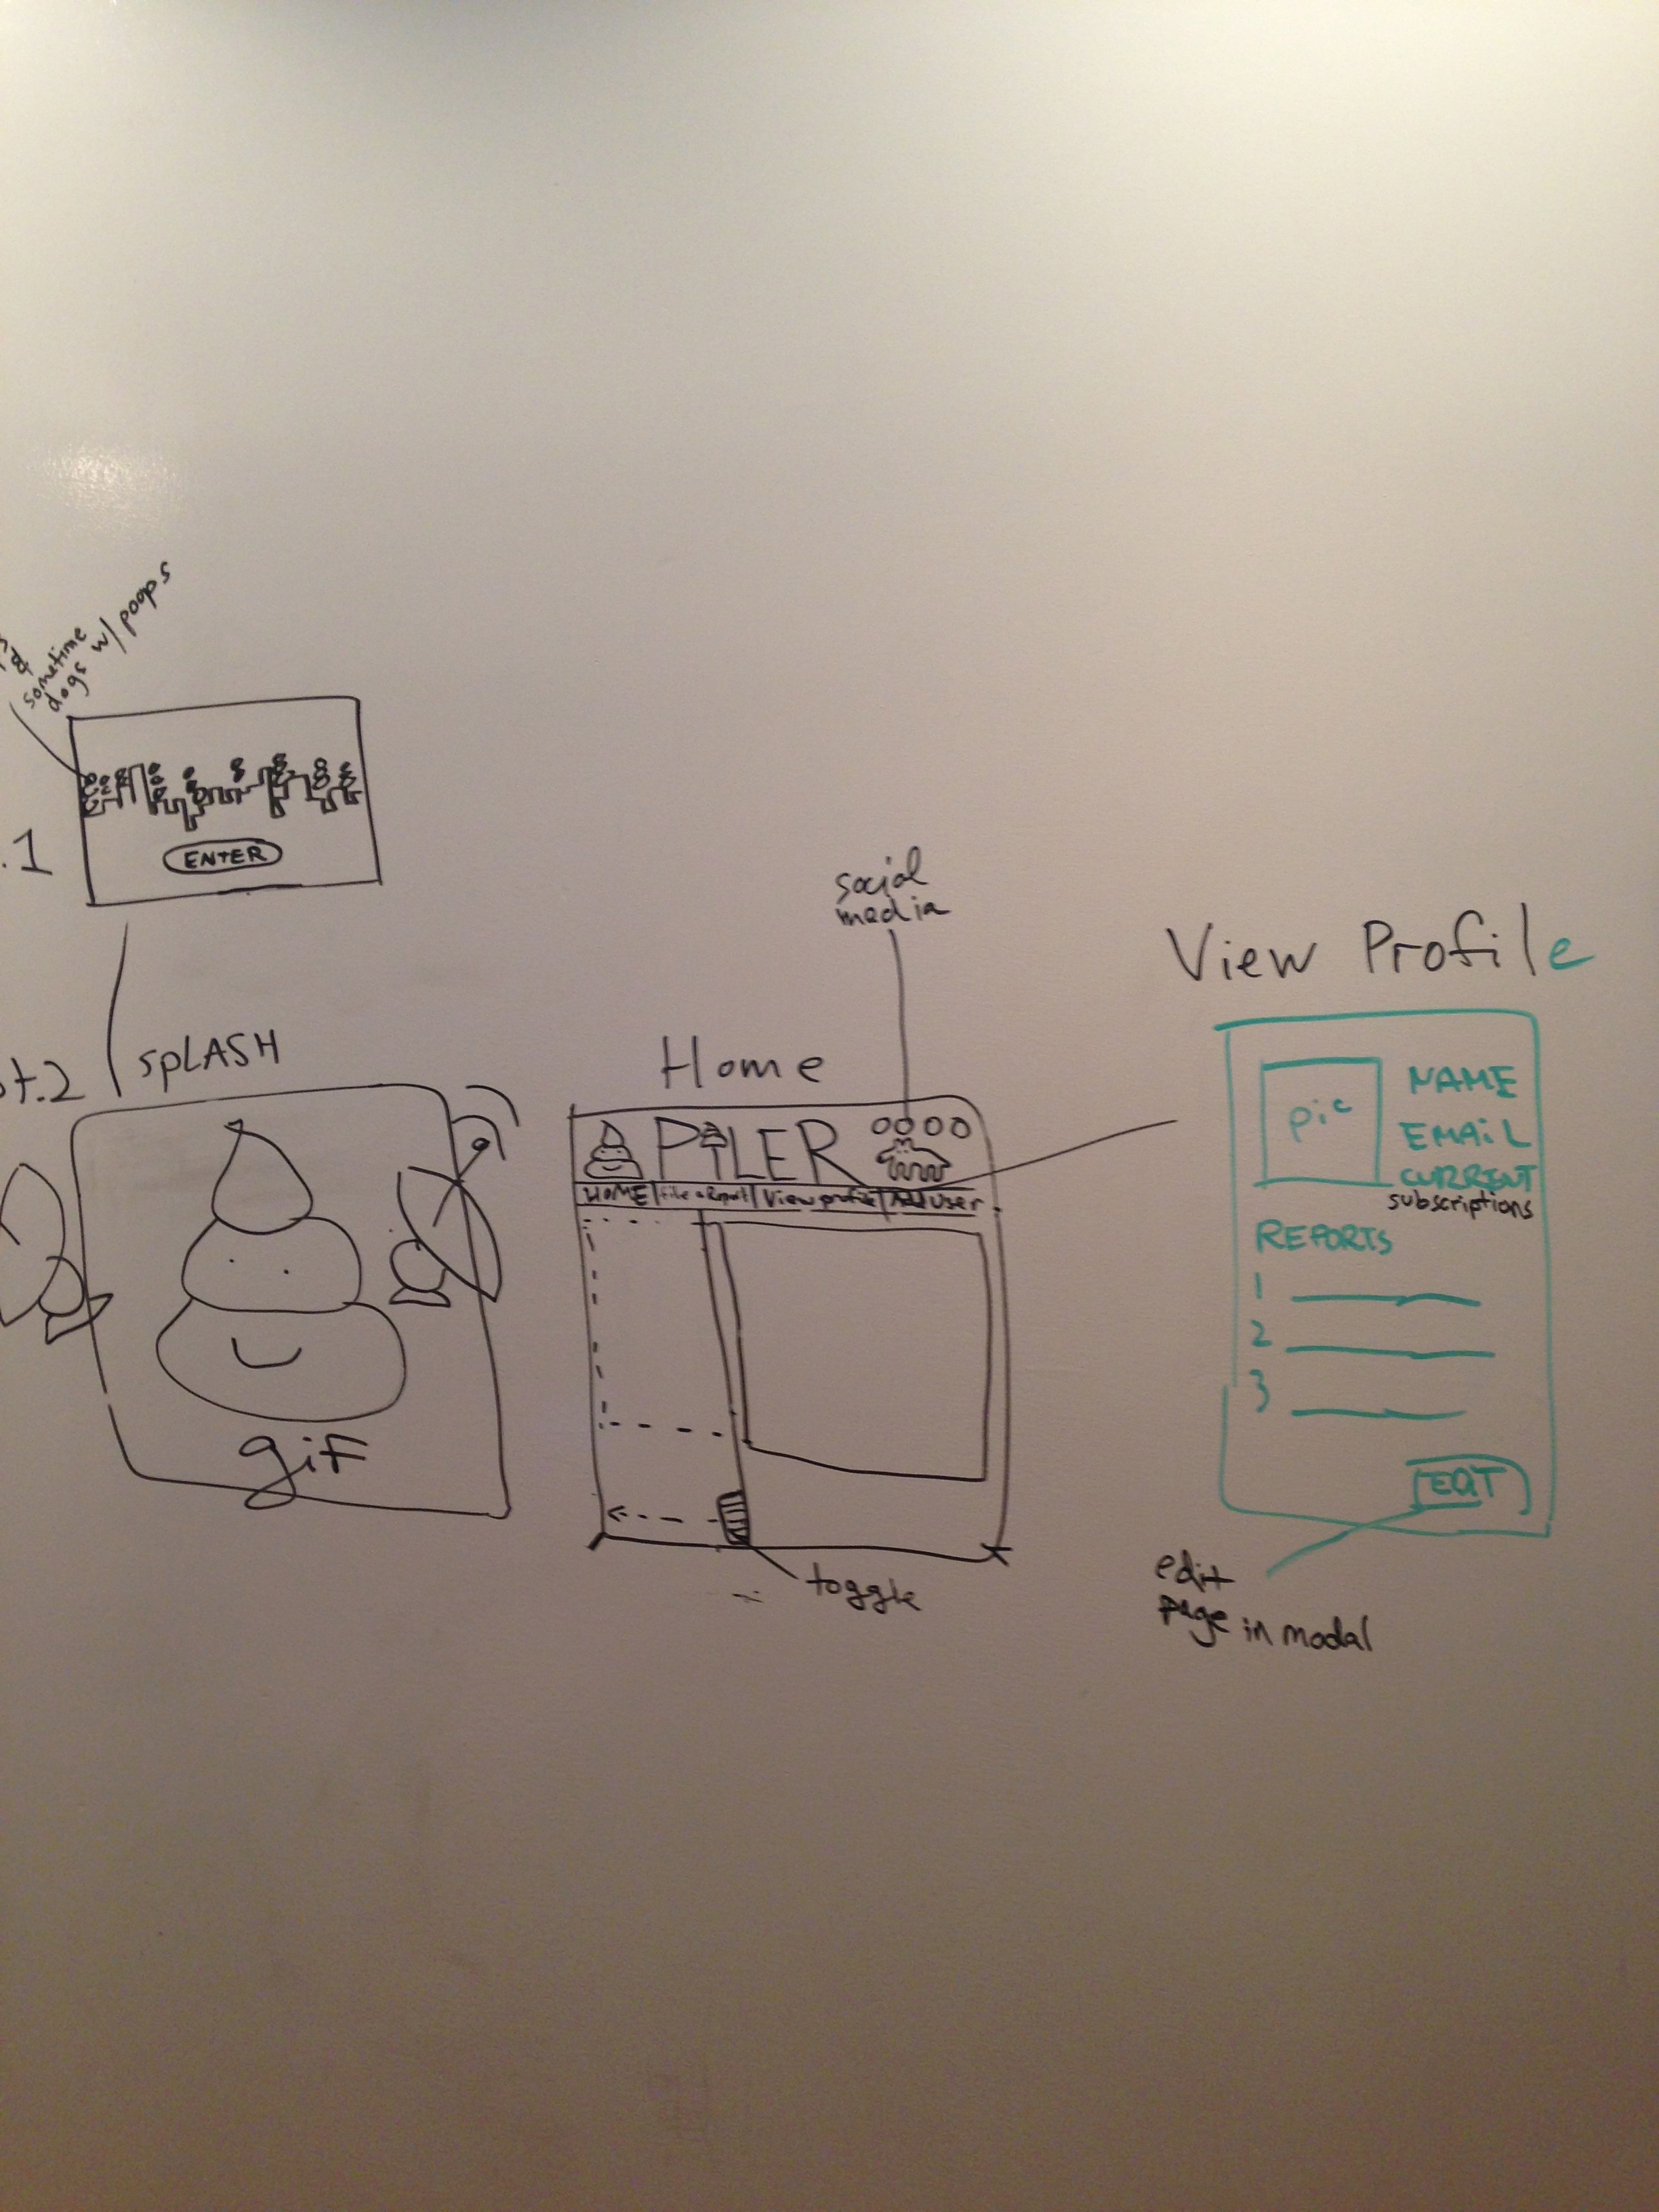 sometime
dogs w/ poops
.1
ENTER
t.2
SPLASH
gif
social
media
Home
PILER
HOME | File a Report | View profile | Add User
toggle
View Profile
pic
NAME
EMAIL
CURRENT
subscriptions
REPORTS
1
2
3
EDIT
edit
page in modal